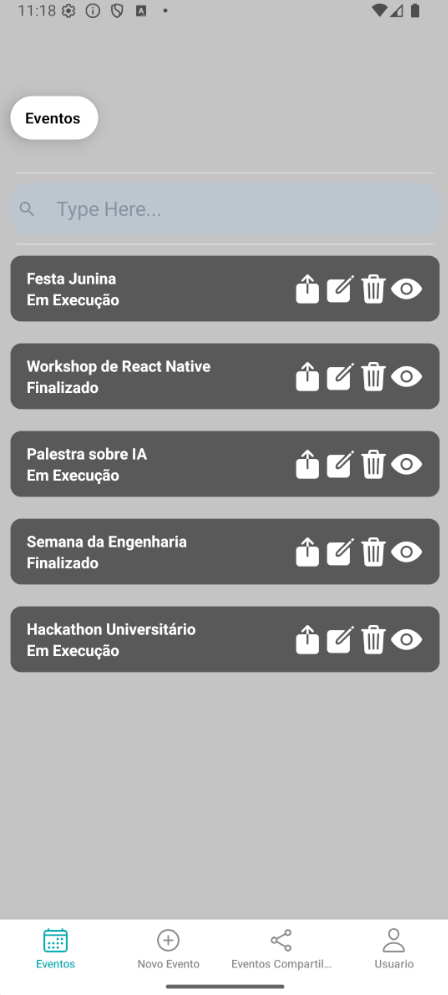 11:18
Eventos
Type Here...
Festa Junina
Em Execução
Workshop de React Native
Finalizado
Palestra sobre IA
Em Execução
Semana da Engenharia
Finalizado
Hackathon Universitário
Em Execução
Eventos
Novo Evento
Eventos Compartil...
Usuario